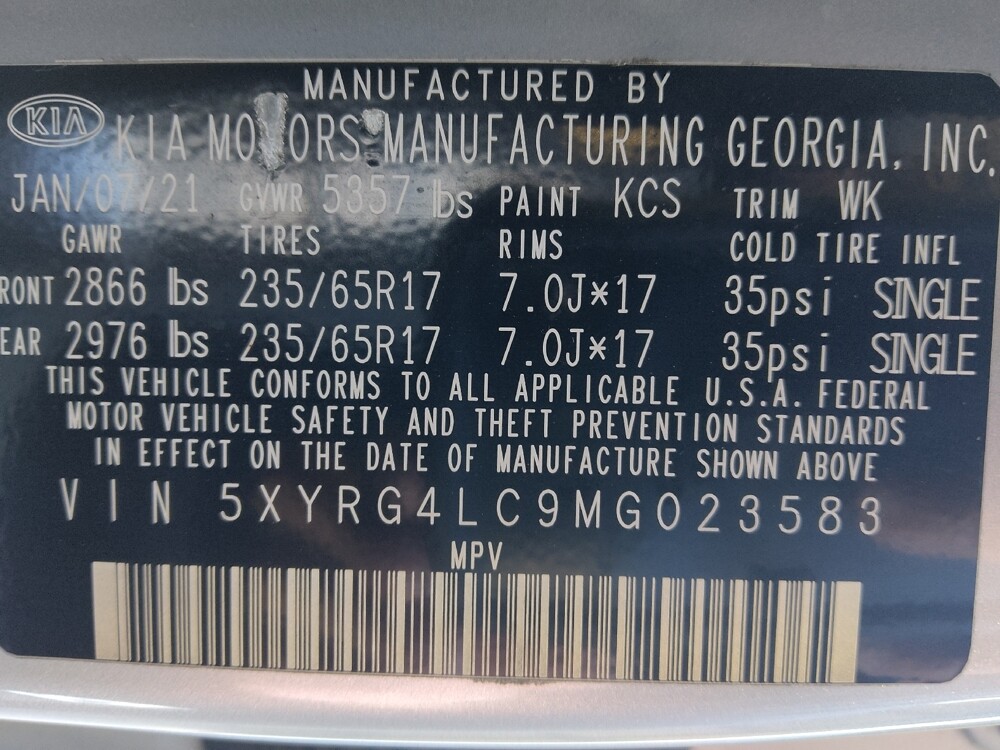 MANUFACTURED BY
KIA KIA MOTORS MANUFACTURING GEORGIA, INC.
JAN/07/21 GVWR 5357 lbs PAINT KCS TRIM WK
GAWR TIRES RIMS COLD TIRE INFL
RONT 2866 lbs 235/65R17 7.0J*17 35psi SINGLE
EAR 2976 lbs 235/65R17 7.0J*17 35psi SINGLE
THIS VEHICLE CONFORMS TO ALL APPLICABLE U.S.A. FEDERAL
MOTOR VEHICLE SAFETY AND THEFT PREVENTION STANDARDS
IN EFFECT ON THE DATE OF MANUFACTURE SHOWN ABOVE
VIN 5XYRG4LC9MG023583
MPV